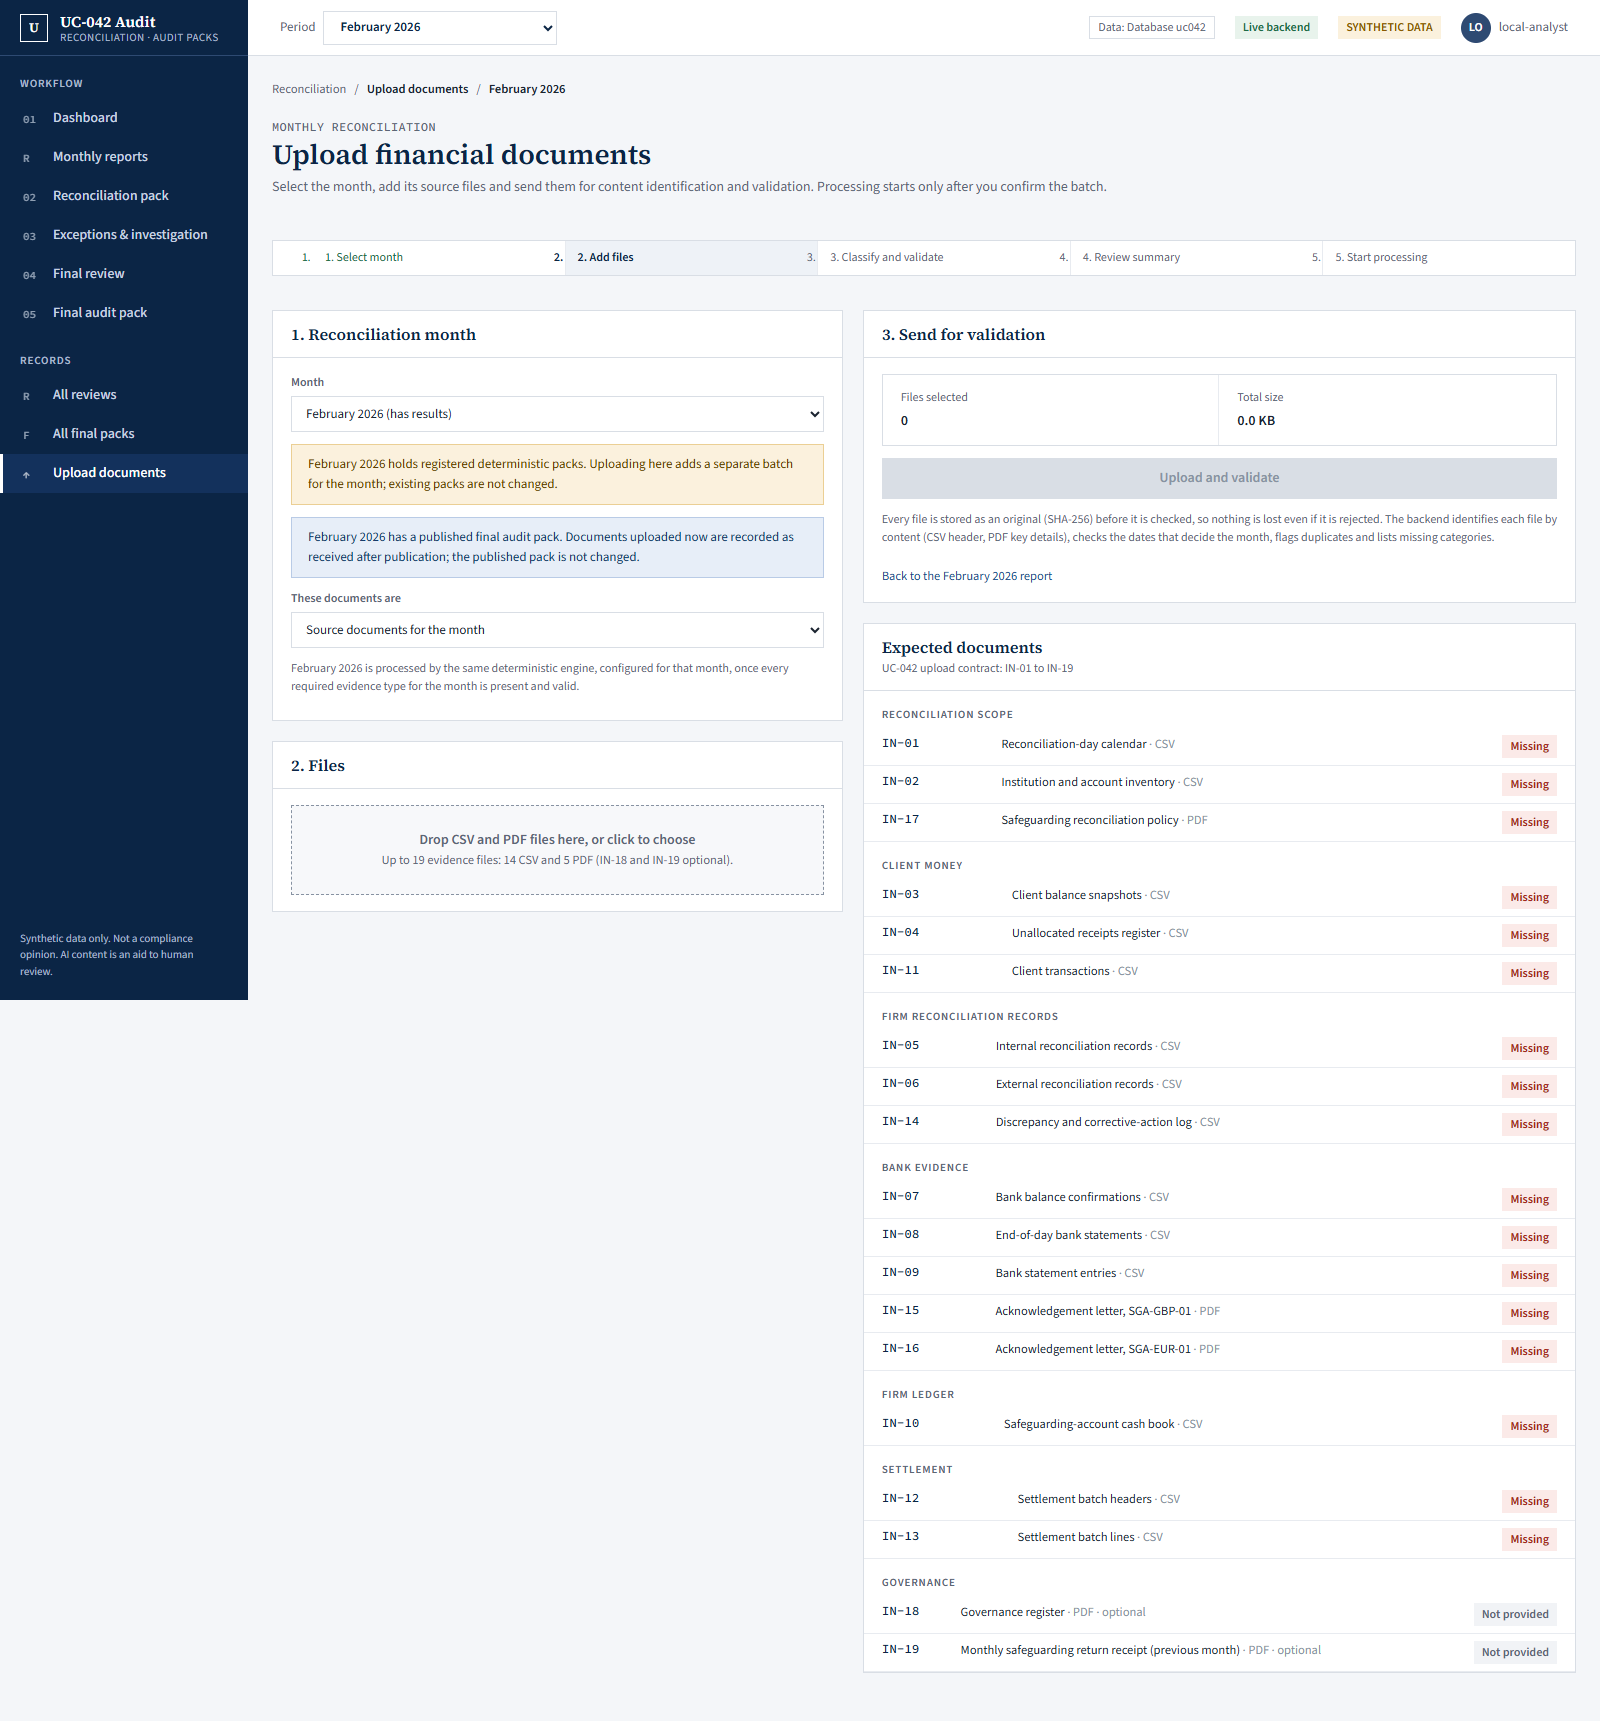 U
UC-042 Audit
RECONCILIATION · AUDIT PACKS
Period
February 2026
Data: Database uc042
Live backend
SYNTHETIC DATA
LO
local-analyst
WORKFLOW
01 Dashboard
R Monthly reports
02 Reconciliation pack
03 Exceptions & investigation
04 Final review
05 Final audit pack
RECORDS
R All reviews
F All final packs
↑ Upload documents
Synthetic data only. Not a compliance
opinion. AI content is an aid to human
review.
Reconciliation / Upload documents / February 2026
MONTHLY RECONCILIATION
Upload financial documents
Select the month, add its source files and send them for content identification and validation. Processing starts only after you confirm the batch.
1. 1. Select month
2. 2. Add files
3. 3. Classify and validate
4. 4. Review summary
5. 5. Start processing
1. Reconciliation month
Month
February 2026 (has results)
February 2026 holds registered deterministic packs. Uploading here adds a separate batch
for the month; existing packs are not changed.
February 2026 has a published final audit pack. Documents uploaded now are recorded as
received after publication; the published pack is not changed.
These documents are
Source documents for the month
February 2026 is processed by the same deterministic engine, configured for that month, once every
required evidence type for the month is present and valid.
2. Files
Drop CSV and PDF files here, or click to choose
Up to 19 evidence files: 14 CSV and 5 PDF (IN-18 and IN-19 optional).
3. Send for validation
Files selected
0
Total size
0.0 KB
Upload and validate
Every file is stored as an original (SHA-256) before it is checked, so nothing is lost even if it is rejected. The backend identifies each file by
content (CSV header, PDF key details), checks the dates that decide the month, flags duplicates and lists missing categories.
Back to the February 2026 report
Expected documents
UC-042 upload contract: IN-01 to IN-19
RECONCILIATION SCOPE
IN-01 Reconciliation-day calendar · CSV Missing
IN-02 Institution and account inventory · CSV Missing
IN-17 Safeguarding reconciliation policy · PDF Missing
CLIENT MONEY
IN-03 Client balance snapshots · CSV Missing
IN-04 Unallocated receipts register · CSV Missing
IN-11 Client transactions · CSV Missing
FIRM RECONCILIATION RECORDS
IN-05 Internal reconciliation records · CSV Missing
IN-06 External reconciliation records · CSV Missing
IN-14 Discrepancy and corrective-action log · CSV Missing
BANK EVIDENCE
IN-07 Bank balance confirmations · CSV Missing
IN-08 End-of-day bank statements · CSV Missing
IN-09 Bank statement entries · CSV Missing
IN-15 Acknowledgement letter, SGA-GBP-01 · PDF Missing
IN-16 Acknowledgement letter, SGA-EUR-01 · PDF Missing
FIRM LEDGER
IN-10 Safeguarding-account cash book · CSV Missing
SETTLEMENT
IN-12 Settlement batch headers · CSV Missing
IN-13 Settlement batch lines · CSV Missing
GOVERNANCE
IN-18 Governance register · PDF · optional Not provided
IN-19 Monthly safeguarding return receipt (previous month) · PDF · optional Not provided